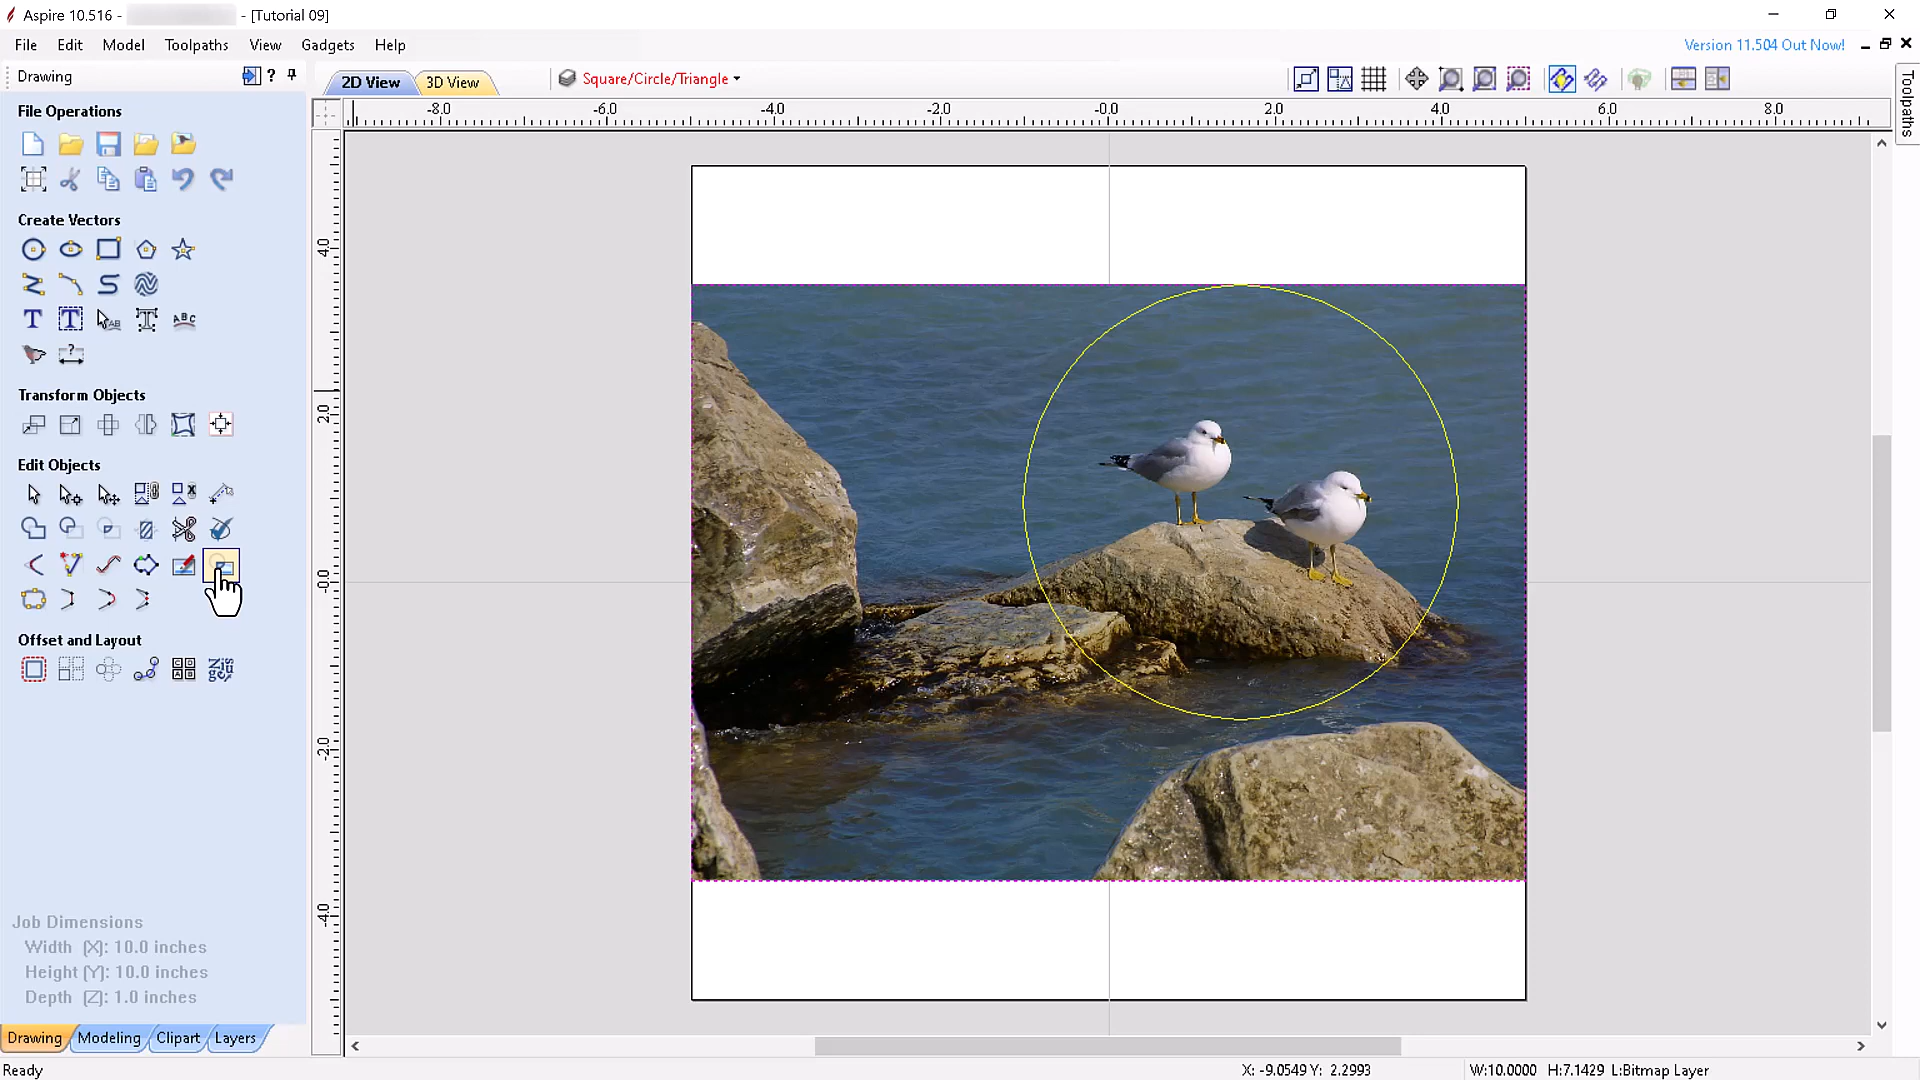 Aspire 10.516 - - [Tutorial 09]
File Edit Model Toolpaths View Gadgets Help
Version 11.504 Out Now!
Drawing ?
2D View 3D View Square/Circle/Triangle
Toolpaths
-8.0 -6.0 -4.0 -2.0 -0.0 2.0 4.0 6.0 8.0
4.0
2.0
-0.0
-2.0
-4.0
File Operations
Create Vectors
T T AB T ABC
?
Transform Objects
Edit Objects
Offset and Layout
Job Dimensions
Width (X): 10.0 inches
Height (Y): 10.0 inches
Depth (Z): 1.0 inches
Drawing Modeling Clipart Layers
Ready X: -9.0549 Y: 2.2993 W:10.0000 H:7.1429 L:Bitmap Layer